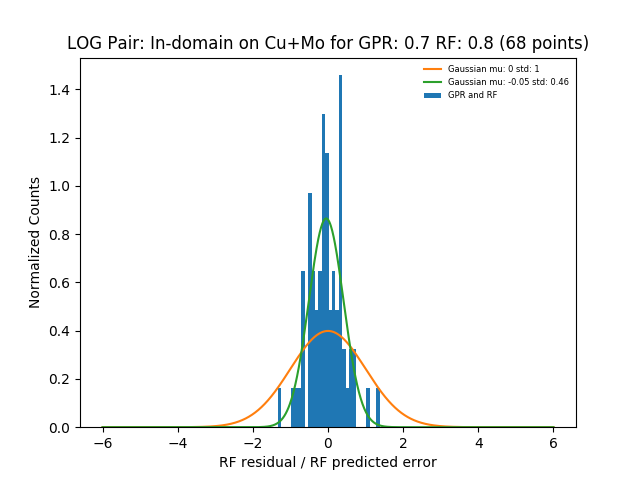 LOG Pair: In-domain on Cu+Mo for GPR: 0.7 RF: 0.8 (68 points)
Gaussian mu: 0 std: 1
Gaussian mu: -0.05 std: 0.46
GPR and RF
Normalized Counts
1.4
1.2
1.0
0.8
0.6
0.4
0.2
0.0
−6 −4 −2 0 2 4 6
RF residual / RF predicted error